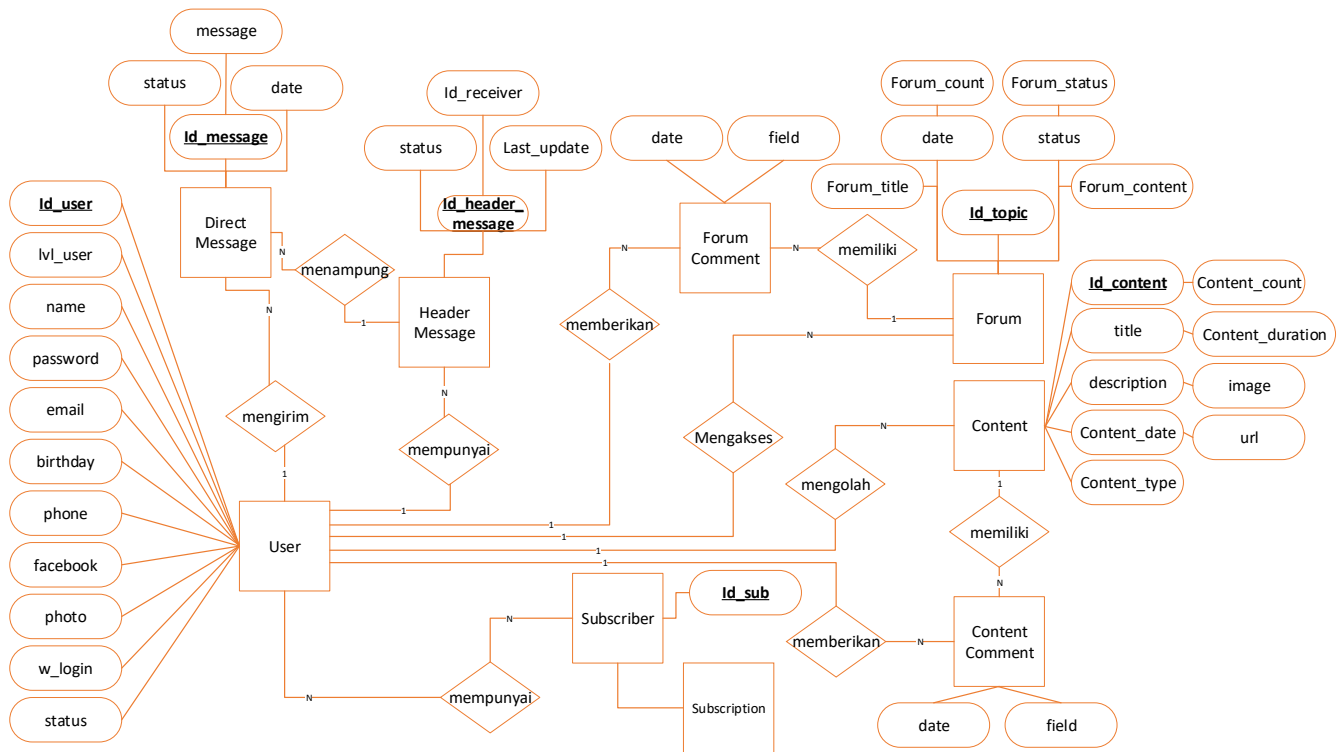 message
status
date
Id_message
Id_receiver
status
Last_update
Id_header_
message
date
field
Forum_count
Forum_status
date
status
Forum_title
Forum_content
Id_topic
Id_user
lvl_user
name
password
email
birthday
phone
facebook
photo
w_login
status
Direct
Message
N
menampung
1
Header
Message
N
mengirim
1
N
mempunyai
1
User
N
memberikan
1
Forum
Comment
N
memiliki
1
Forum
N
Mengakses
1
Id_content
Content_count
title
Content_duration
description
image
Content_date
url
Content_type
Content
N
mengolah
1
1
memiliki
N
Content
Comment
date
field
N
memberikan
1
N
mempunyai
N
Subscriber
Id_sub
Subscription